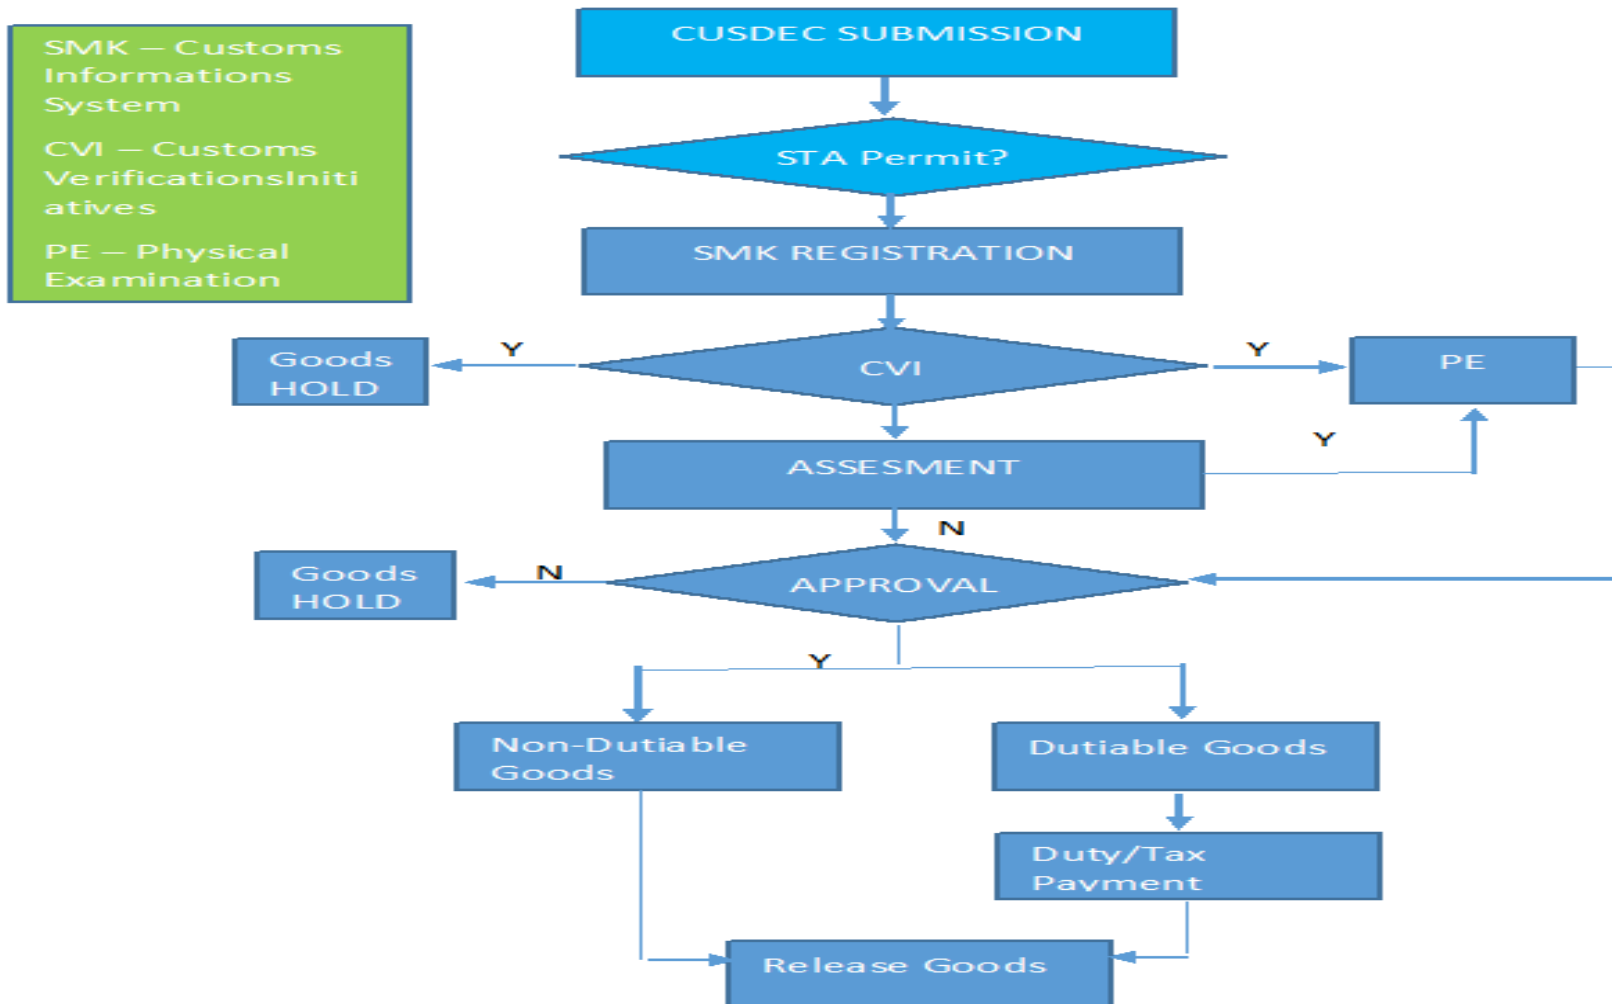 SMK – Customs
Informations
System
CVI – Customs
VerificationsIniti
atives
PE – Physical
Examination
CUSDEC SUBMISSION
STA Permit?
SMK REGISTRATION
Goods
HOLD
Y
CVI
Y
PE
ASSESMENT
Y
N
Goods
HOLD
N
APPROVAL
Y
Non-Dutiable
Goods
Dutiable Goods
Duty/Tax
Payment
Release Goods